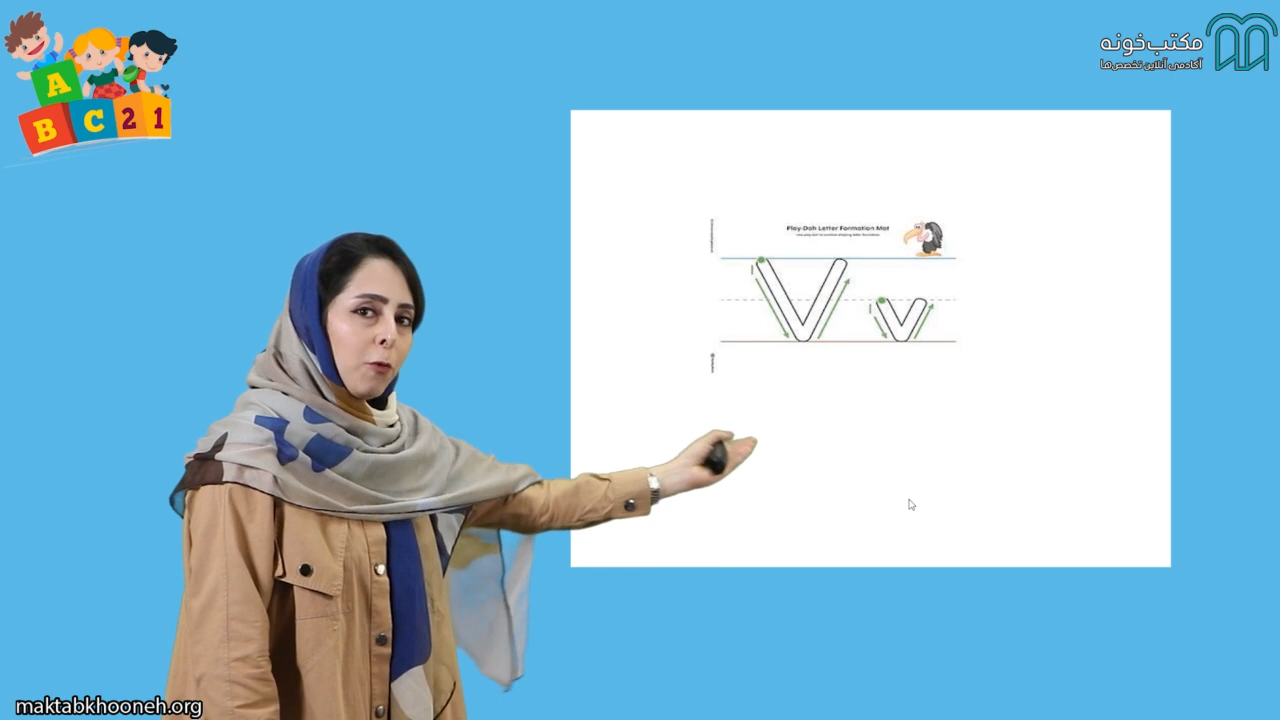 A
B C 2 1
مکتب‌خونه
آکادمی آنلاین تخصص‌ها
Play-Doh Letter Formation Mat
V v
maktabkhooneh.org